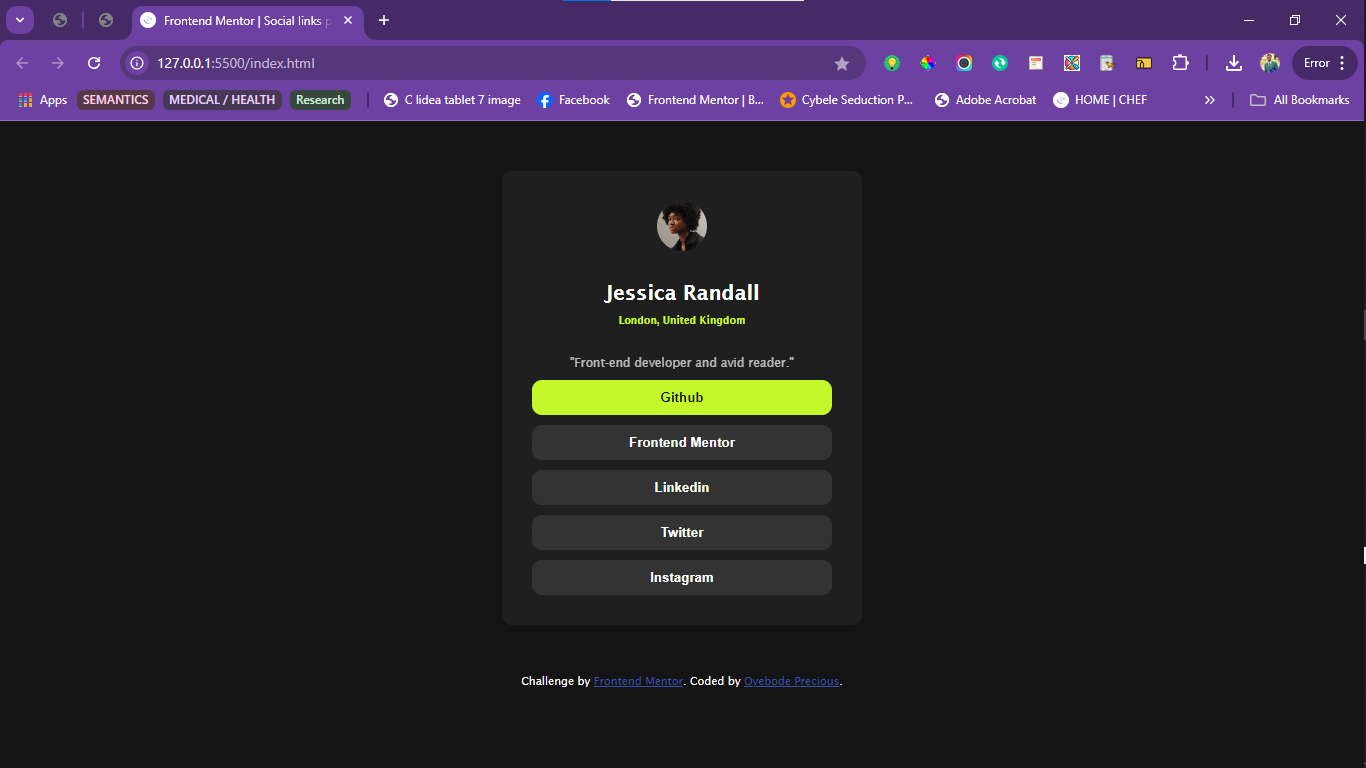 Frontend Mentor | Social links p
127.0.0.1:5500/index.html
Error
Apps
SEMANTICS
MEDICAL / HEALTH
Research
C lidea tablet 7 image
Facebook
Frontend Mentor | B...
Cybele Seduction P...
Adobe Acrobat
HOME | CHEF
All Bookmarks
Jessica Randall
London, United Kingdom
"Front-end developer and avid reader."
Github
Frontend Mentor
Linkedin
Twitter
Instagram
Challenge by Frontend Mentor. Coded by Oyebode Precious.